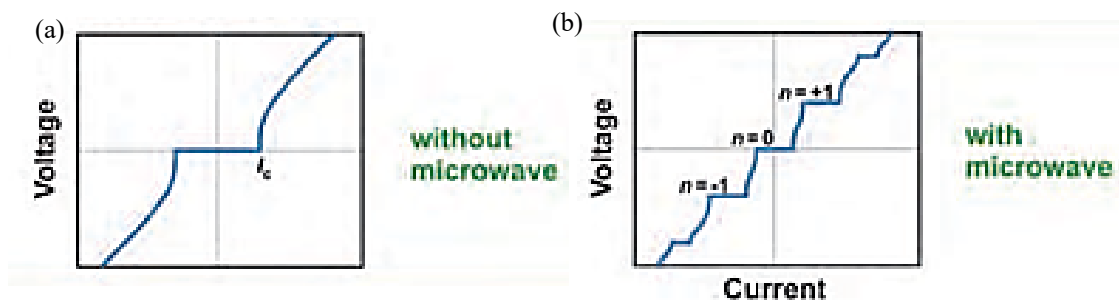 (a)
Voltage
I_c
without
microwave
(b)
Voltage
n = +1
n = 0
n = -1
Current
with
microwave